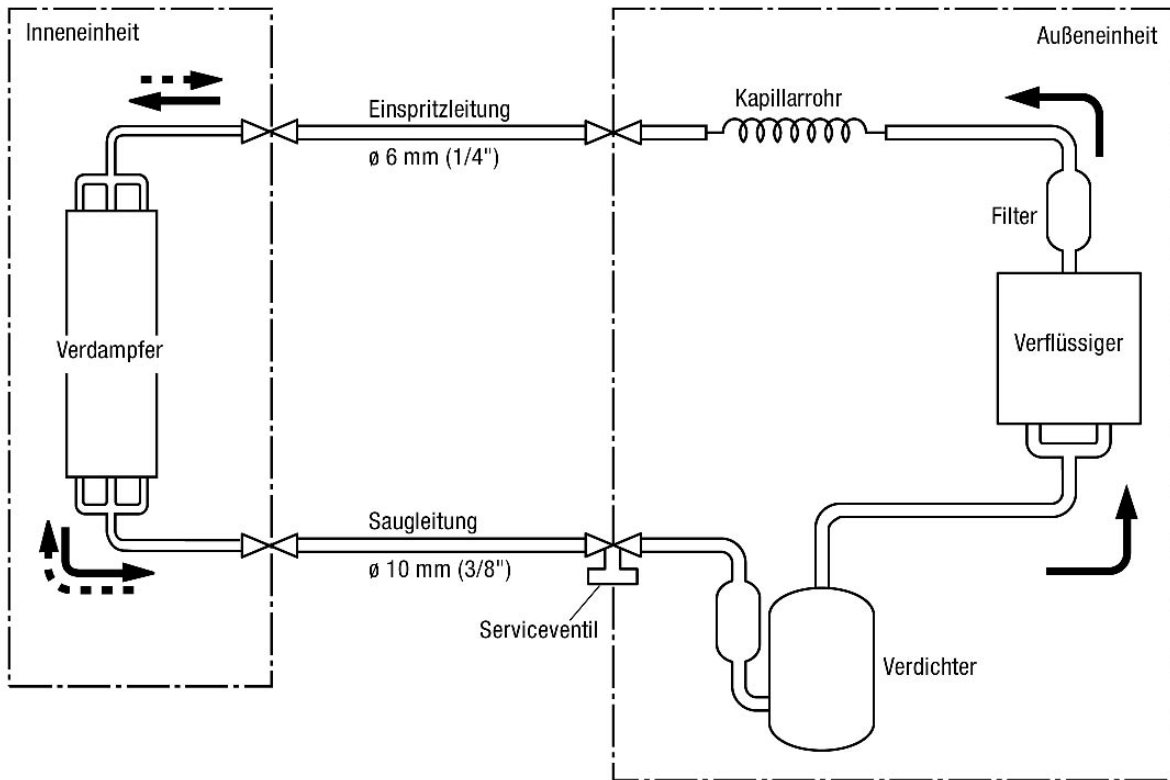 Inneneinheit
Außeneinheit
Einspritzleitung
ø 6 mm (1/4")
Kapillarrohr
Filter
Verdampfer
Verflüssiger
Saugleitung
ø 10 mm (3/8")
Serviceventil
Verdichter